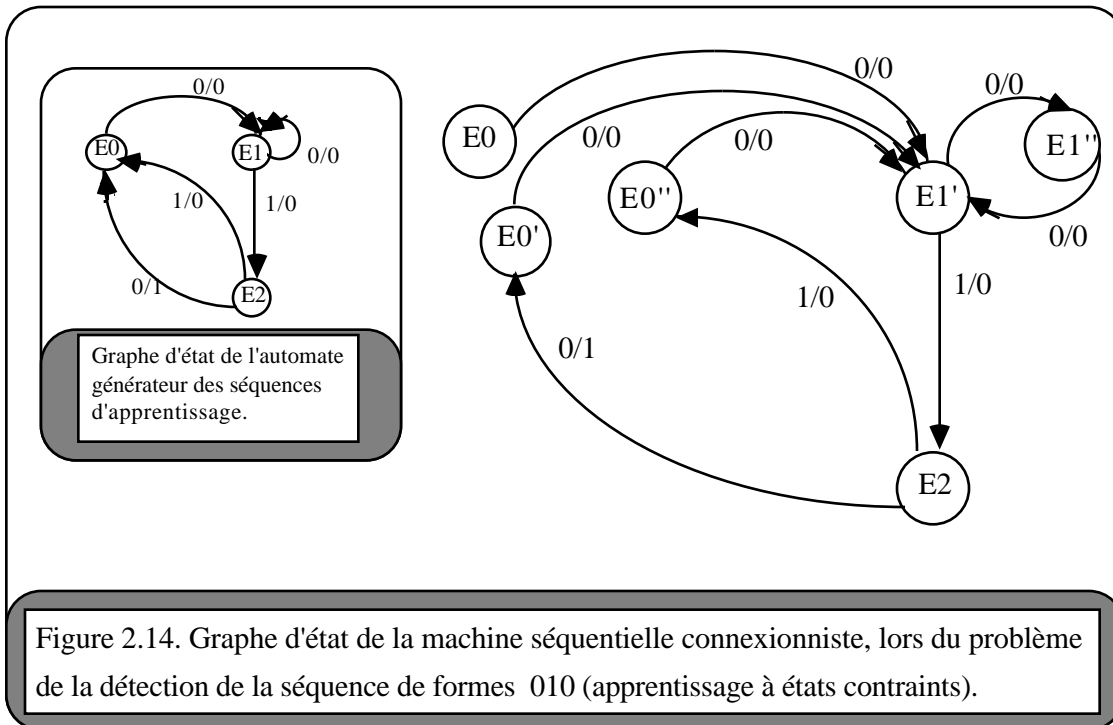 0/0
E0
E1
0/0
1/0
1/0
0/1
E2
Graphe d'état de l'automate
générateur des séquences
d'apprentissage.
0/0
0/0
E0
E1''
0/0
0/0
E0''
E1'
E0'
0/0
1/0
1/0
0/1
E2
Figure 2.14. Graphe d'état de la machine séquentielle connexionniste, lors du problème
de la détection de la séquence de formes 010 (apprentissage à états contraints).